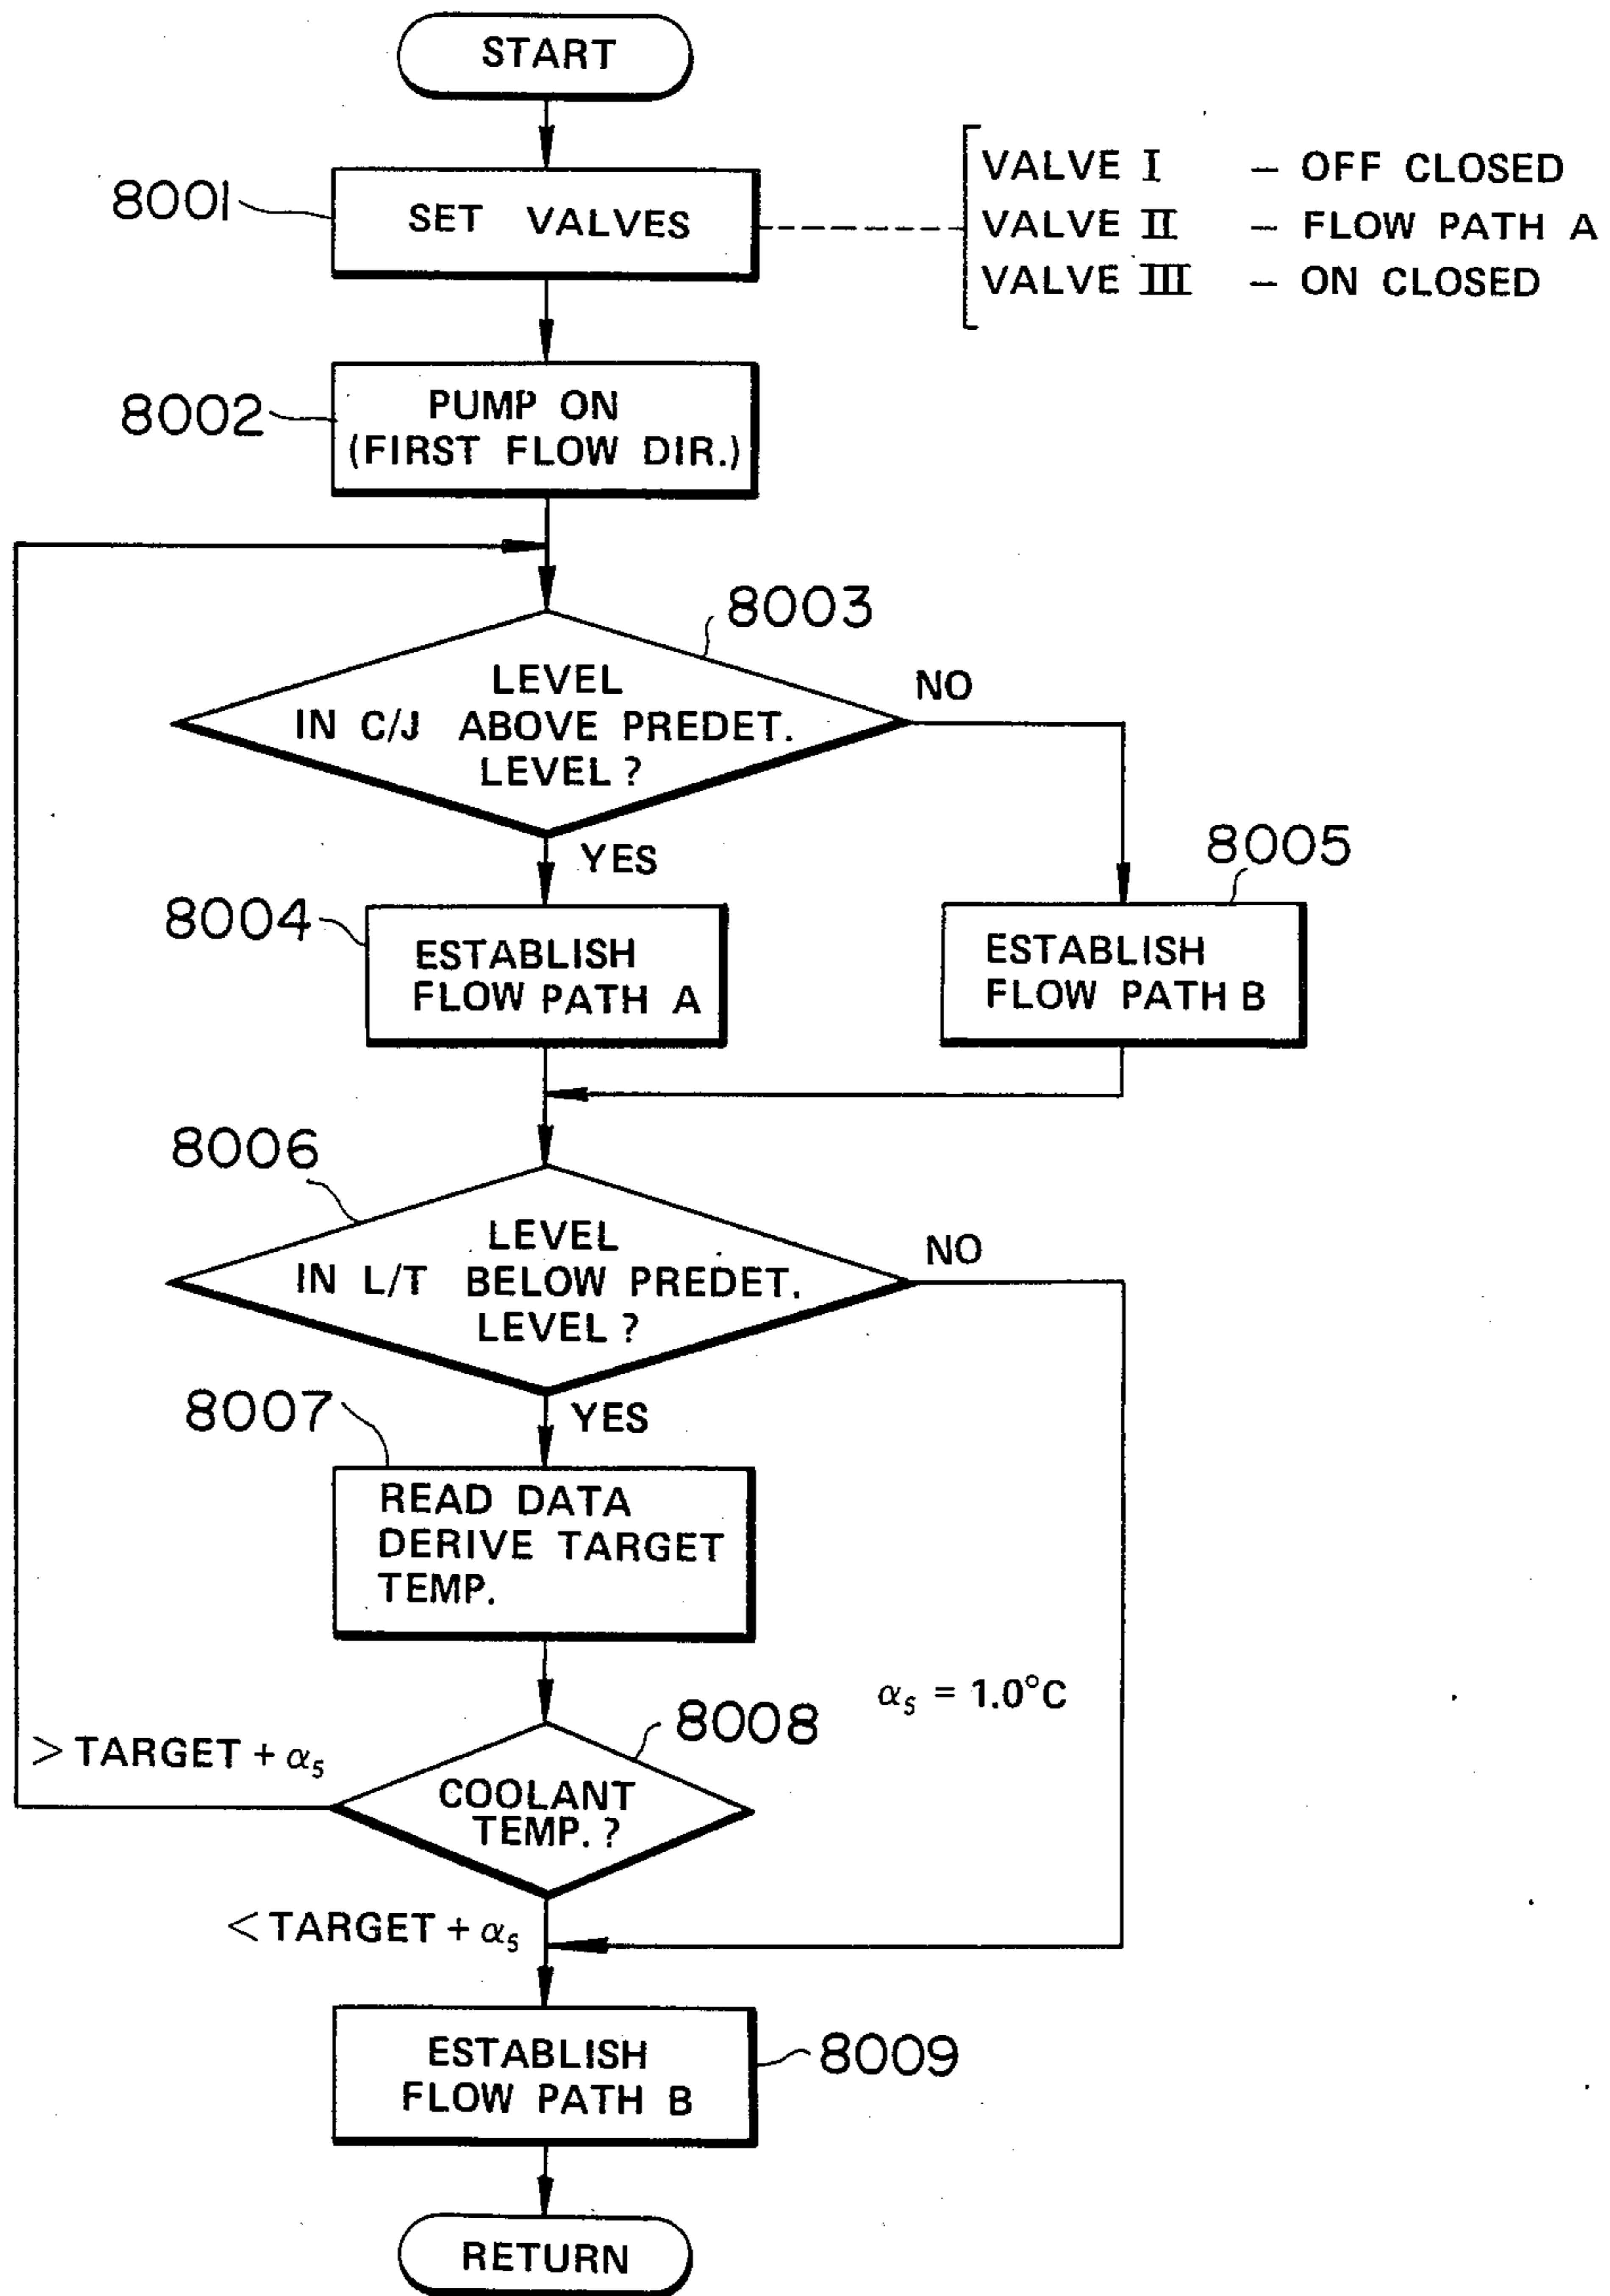 START
8001
SET VALVES
VALVE I – OFF CLOSED
VALVE II – FLOW PATH A
VALVE III – ON CLOSED
8002
PUMP ON
(FIRST FLOW DIR.)
8003
LEVEL
IN C/J ABOVE PREDET.
LEVEL ?
NO
YES
8004
ESTABLISH
FLOW PATH A
8005
ESTABLISH
FLOW PATH B
8006
LEVEL
IN L/T BELOW PREDET.
LEVEL ?
NO
YES
8007
READ DATA
DERIVE TARGET
TEMP.
α₅ = 1.0°C
8008
> TARGET + α₅
COOLANT
TEMP. ?
< TARGET + α₅
8009
ESTABLISH
FLOW PATH B
RETURN